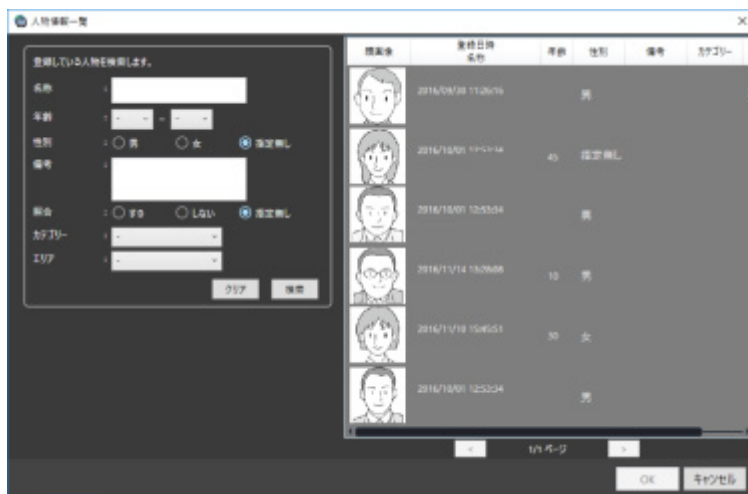 人物情報一覧
登録している人物を検索します。
名称 :
年齢 : - ~ -
性別 : 男 女 指定無し
備考 :
照合 : する しない 指定無し
カテゴリー : -
エリア : -
クリア 検索
顔画像 登録日時 名称 年齢 性別 備考 カテゴリー
2016/09/30 11:26:16 男
2016/10/01 45 指定無し
2016/10/01 12:53:34 男
2016/11/14 10 男
2016/11/10 15:45:51 30 女
2016/10/01 12:53:34 男
< 1/1 ページ >
OK キャンセル